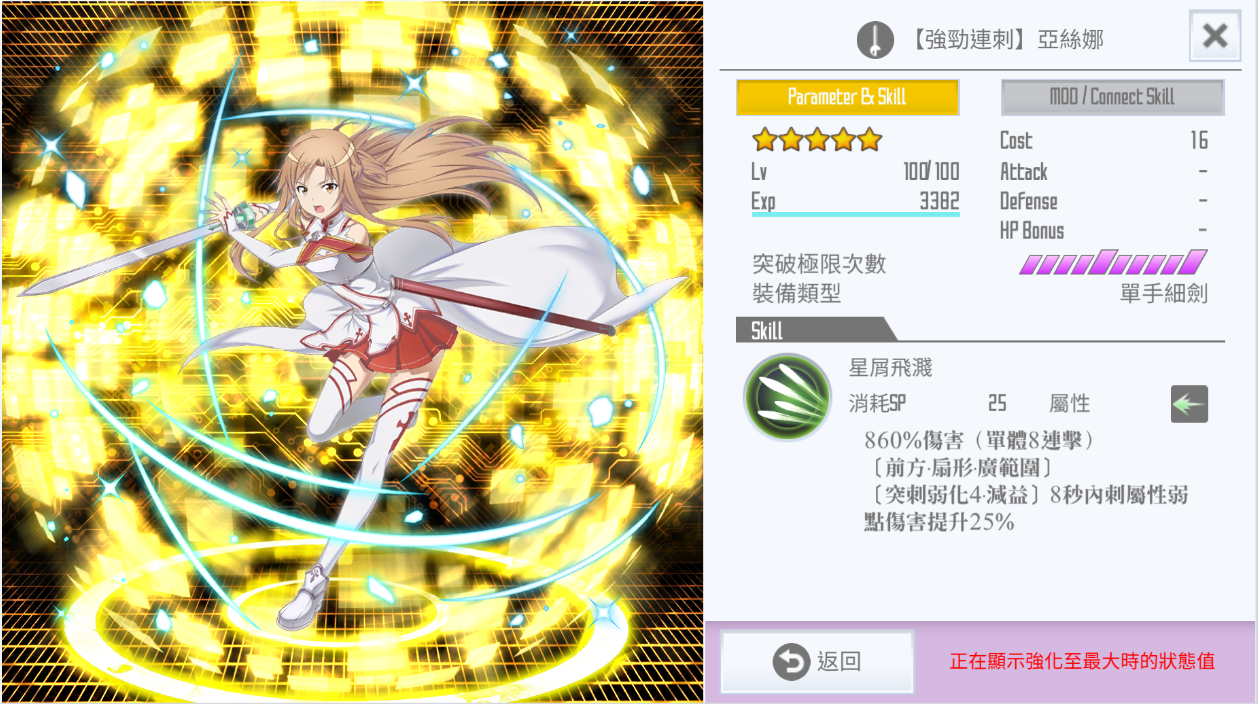 【強勁連刺】亞絲娜
Parameter & Skill
MOD / Connect Skill
Lv 100/100
Exp 3382
Cost 16
Attack -
Defense -
HP Bonus -
突破極限次數
裝備類型 單手細劍
Skill
星屑飛濺
消耗SP 25 屬性
860%傷害（單體8連擊）
〔前方·扇形·廣範圍〕
〔突刺弱化4·減益〕8秒內刺屬性弱
點傷害提升25%
返回
正在顯示強化至最大時的狀態值